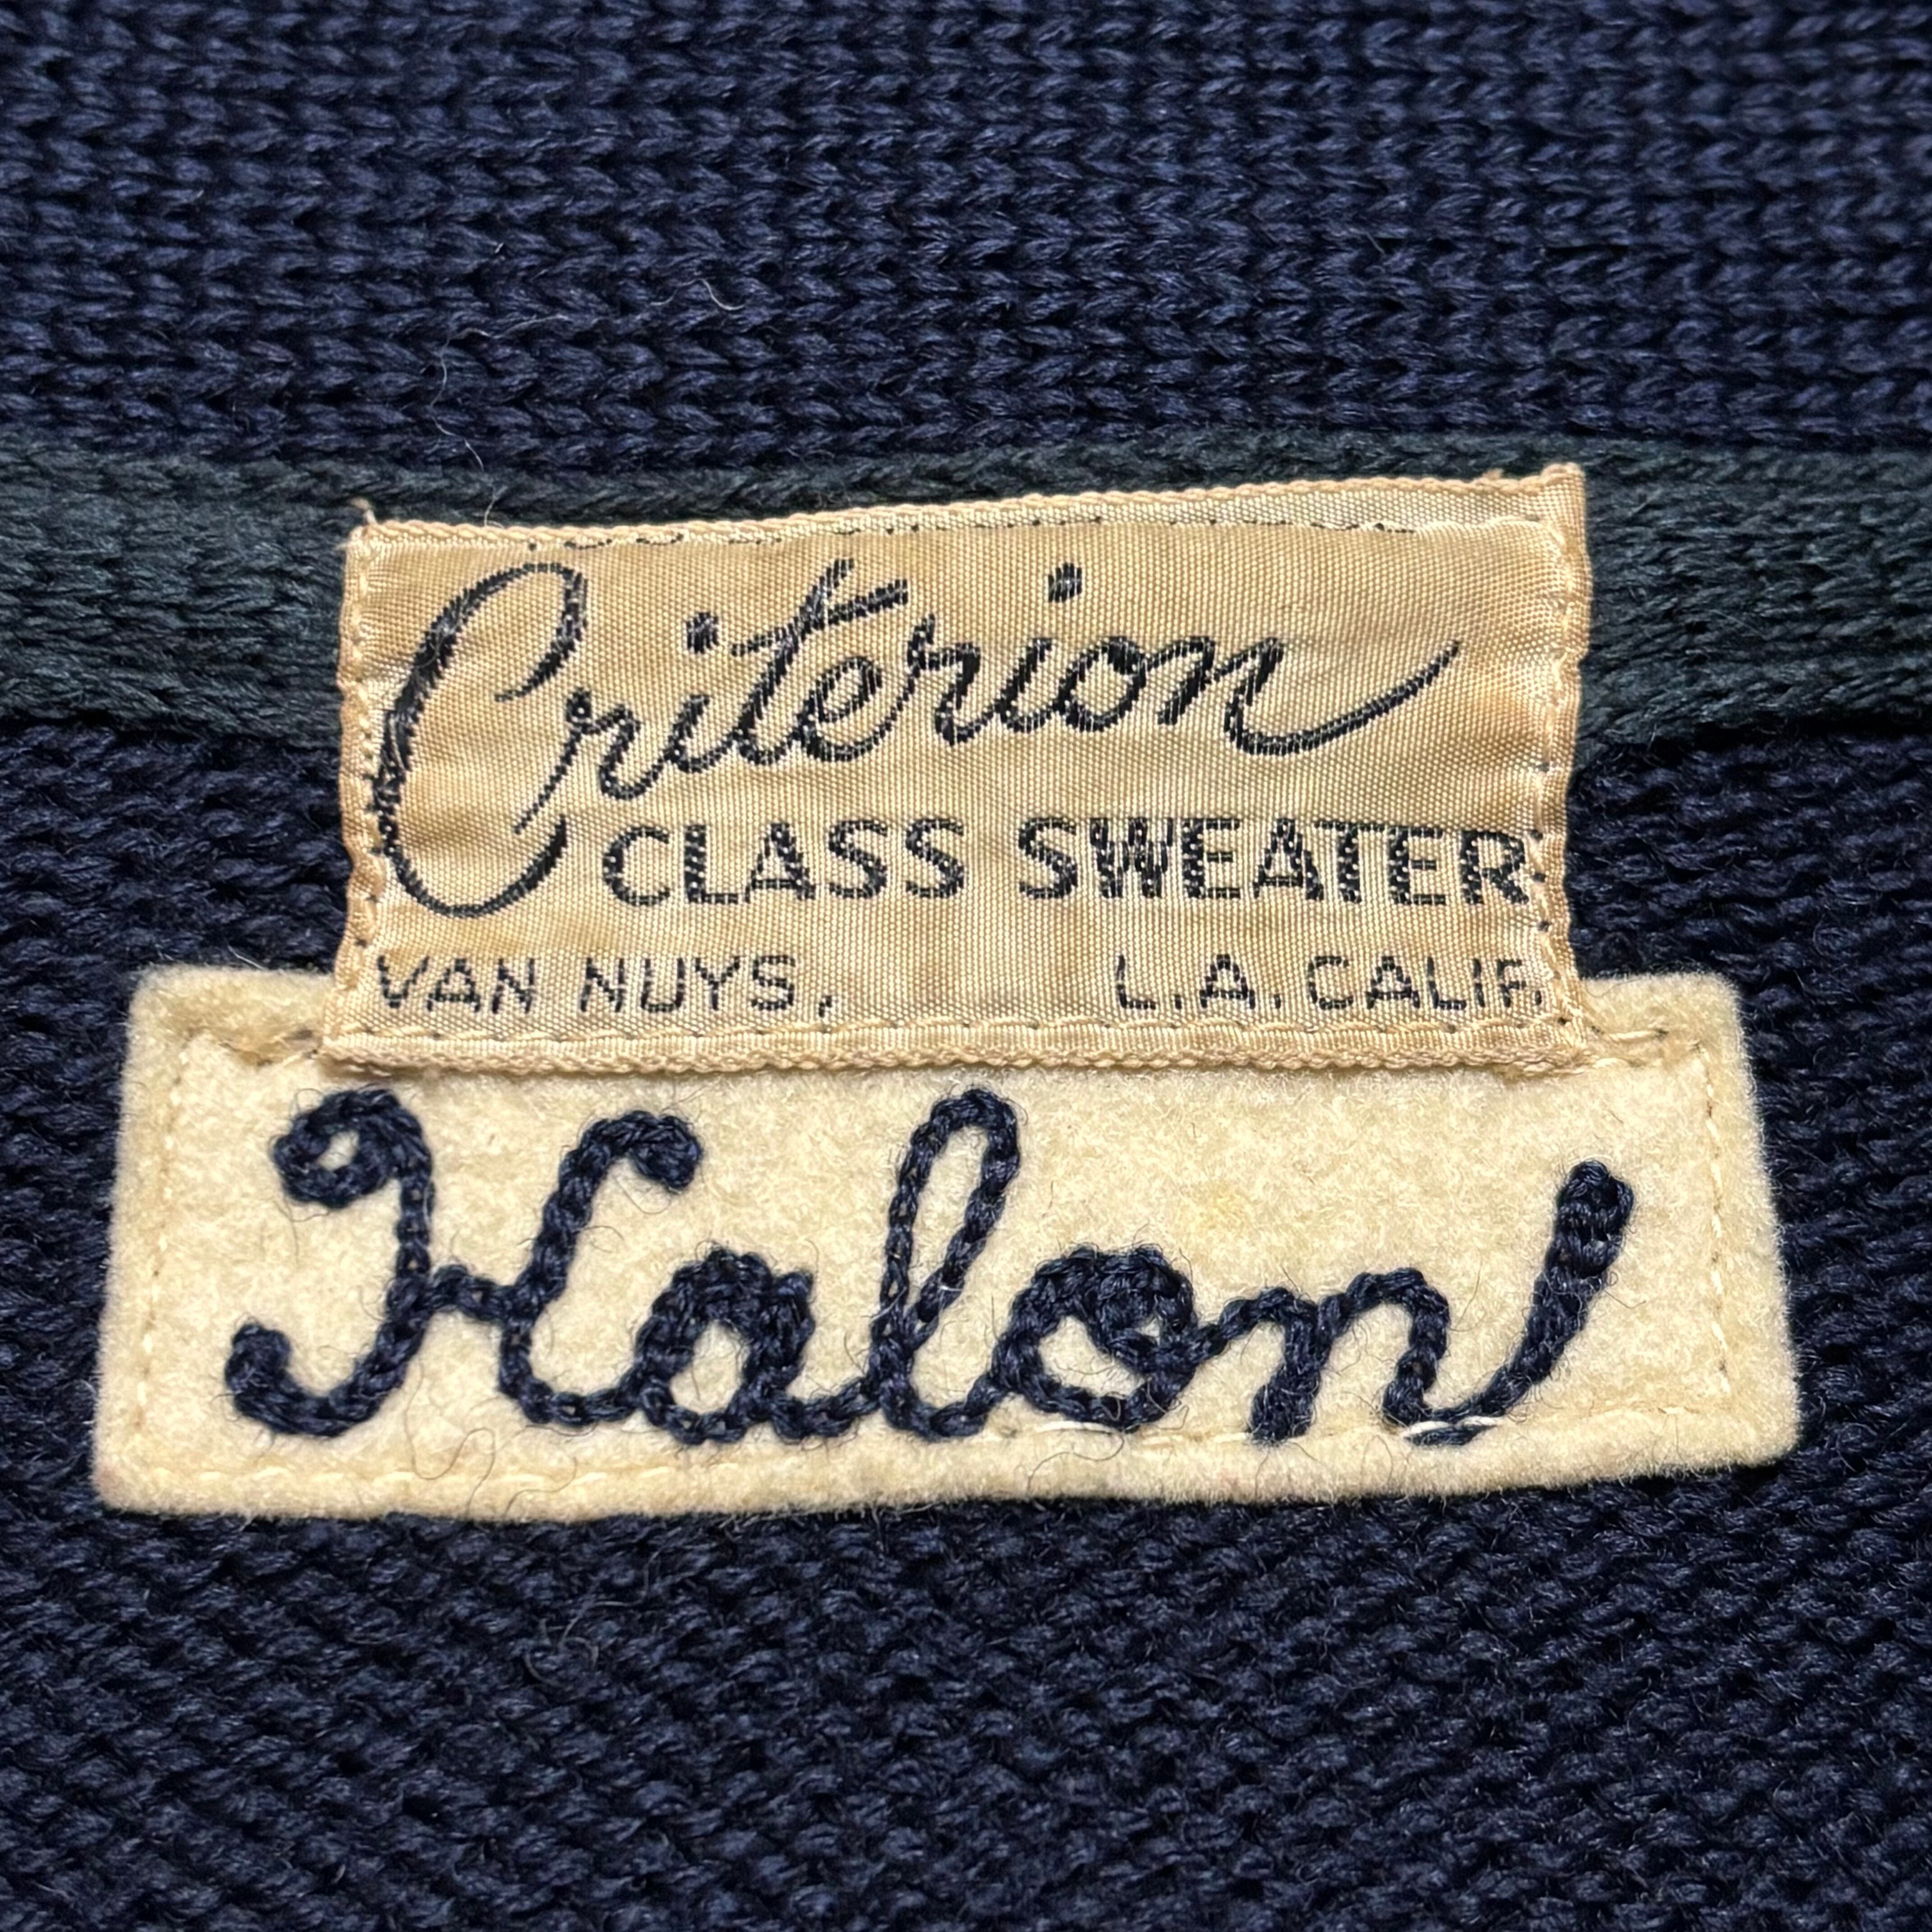 Criterion
CLASS SWEATER
VAN NUYS, L.A. CALIF.
Halon